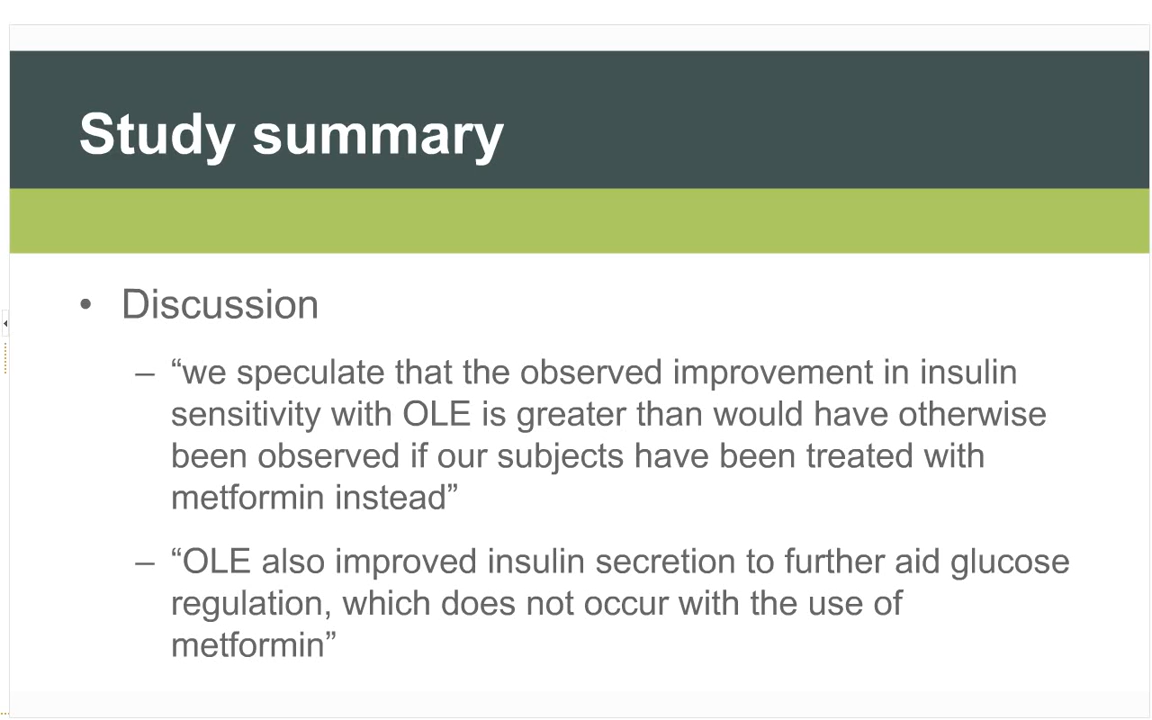 Study summary
• Discussion
– “we speculate that the observed improvement in insulin
sensitivity with OLE is greater than would have otherwise
been observed if our subjects have been treated with
metformin instead”
– “OLE also improved insulin secretion to further aid glucose
regulation, which does not occur with the use of
metformin”